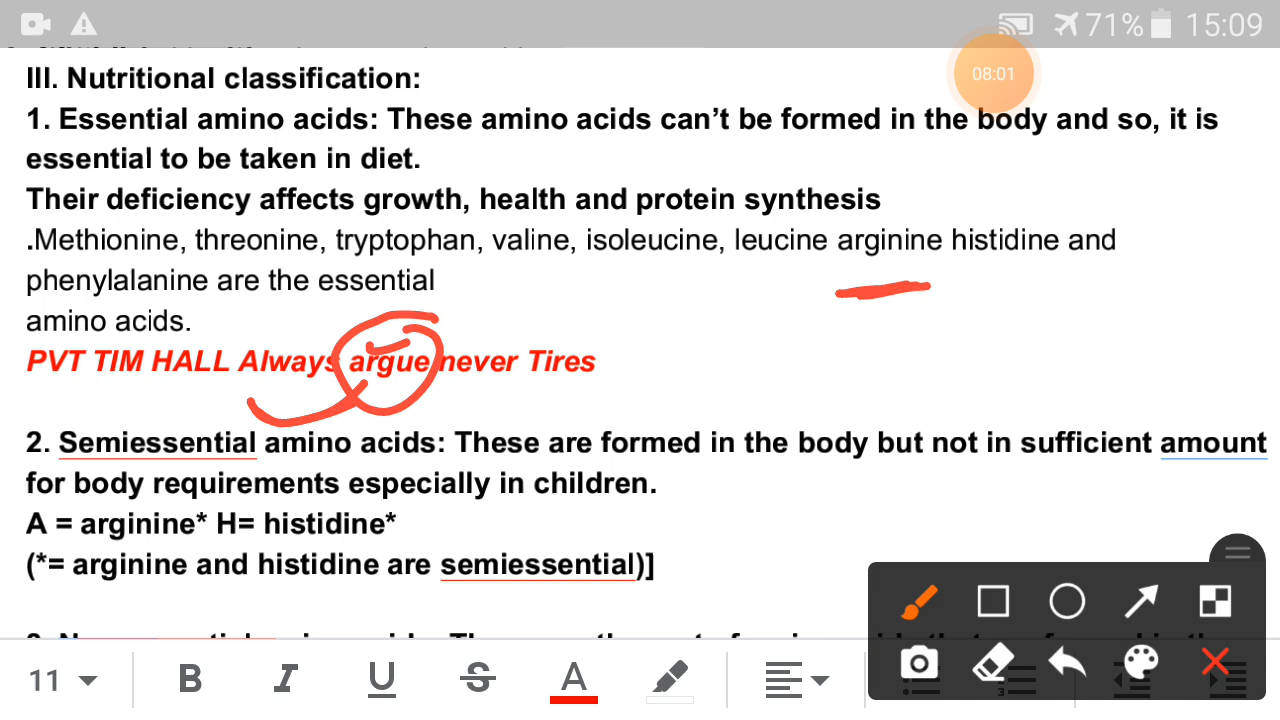 71% 15:09
08:01
III. Nutritional classification:
1. Essential amino acids: These amino acids can’t be formed in the body and so, it is
essential to be taken in diet.
Their deficiency affects growth, health and protein synthesis
.Methionine, threonine, tryptophan, valine, isoleucine, leucine arginine histidine and
phenylalanine are the essential
amino acids.
PVT TIM HALL Always argue never Tires
2. Semiessential amino acids: These are formed in the body but not in sufficient amount
for body requirements especially in children.
A = arginine* H= histidine*
(*= arginine and histidine are semiessential)]
11 B I U S A